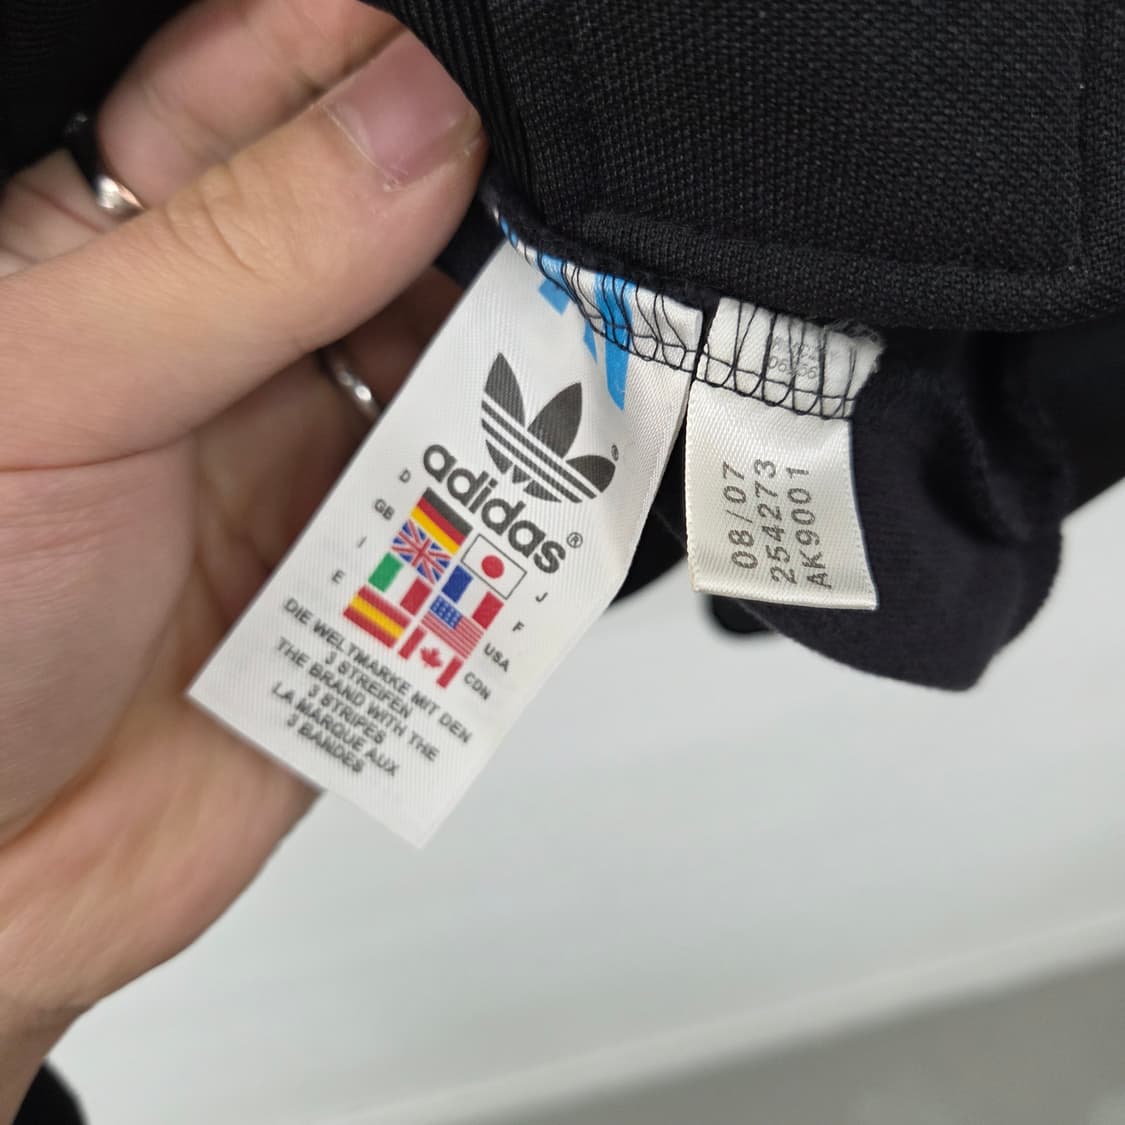 adidas®
D
GB
I
E
J
F
USA
CDN
DIE WELTMARKE MIT DEN
3 STREIFEN
THE BRAND WITH THE
3 STRIPES
LA MARQUE AUX
3 BANDES
08/07
254273
AK9001